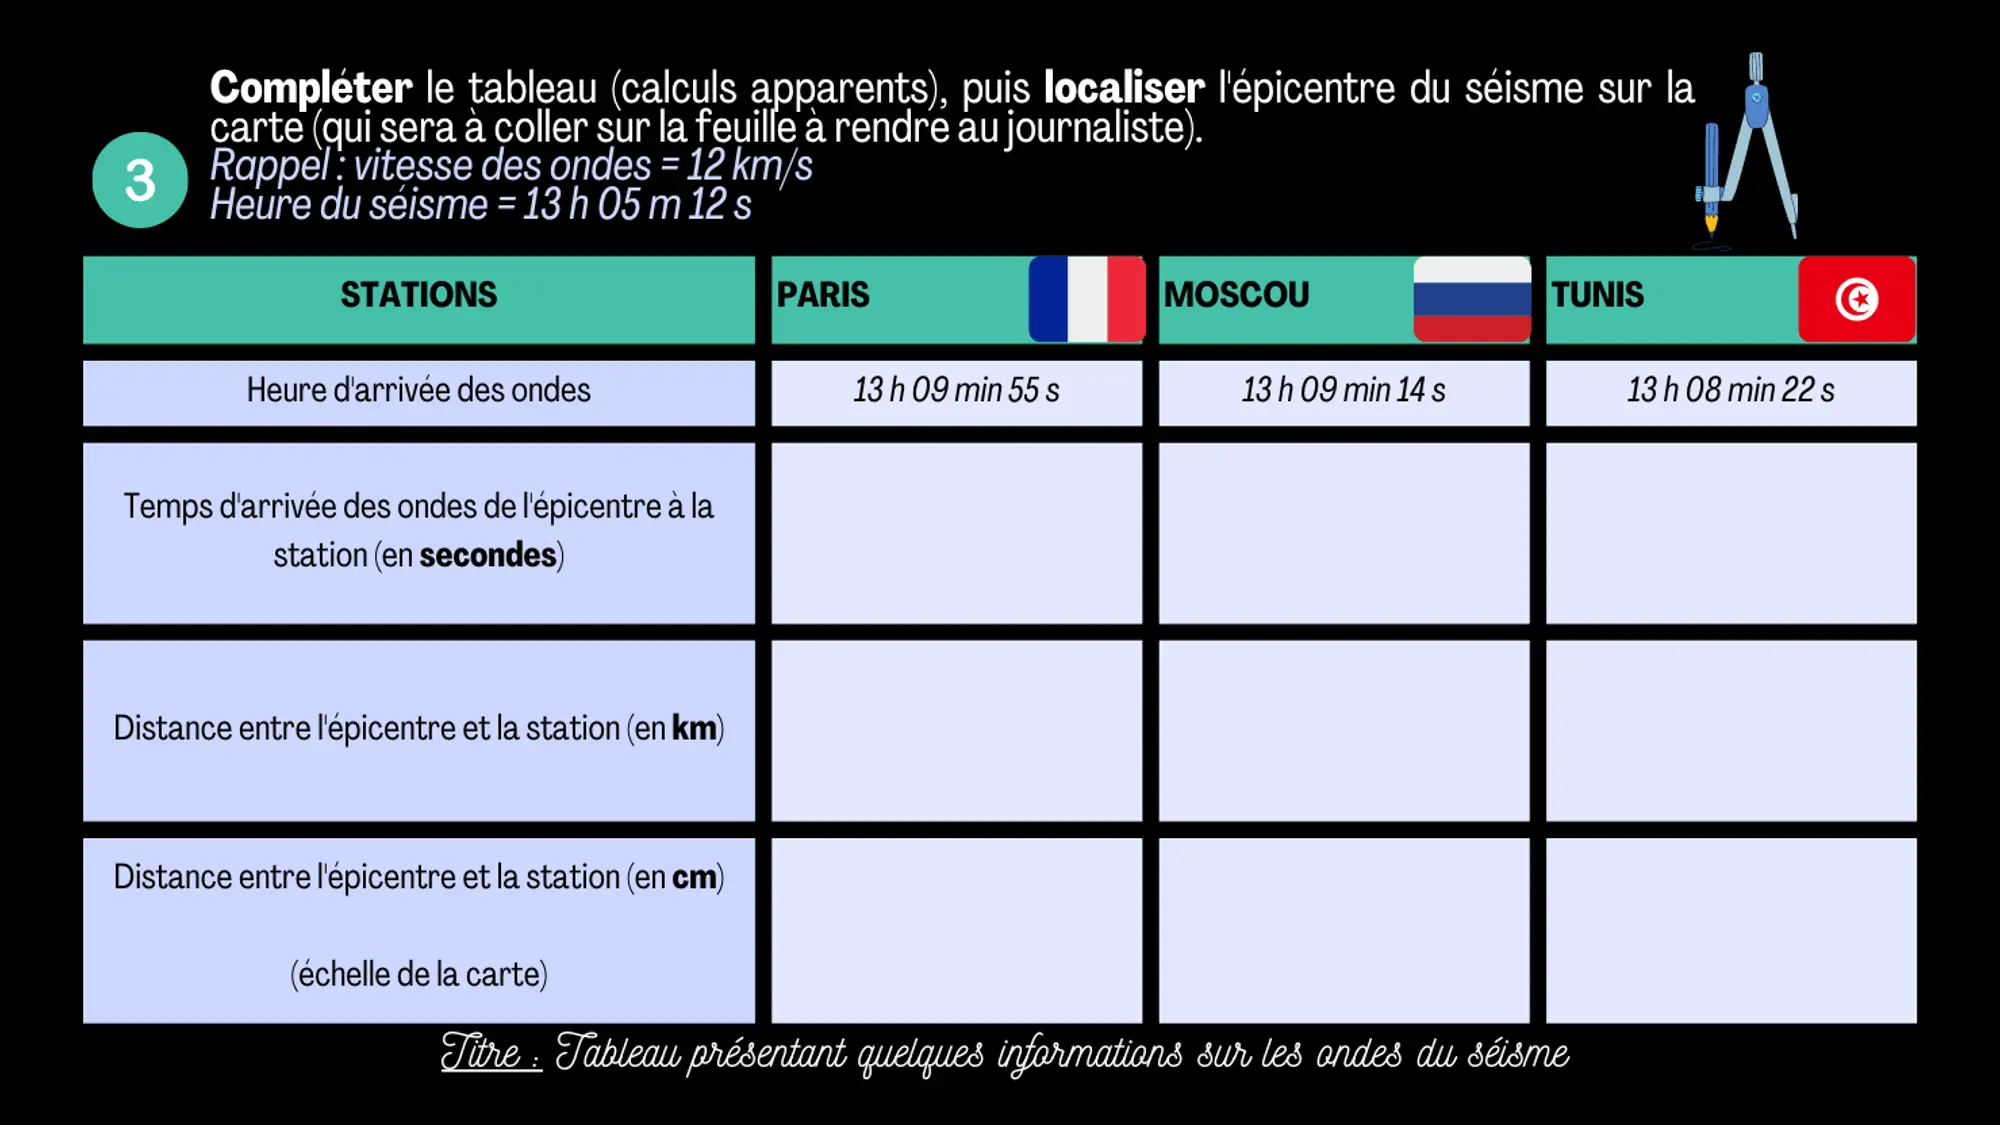 Compléter le tableau (calculs apparents), puis localiser l'épicentre du séisme sur la
carte (qui sera à coller sur la feuille à rendre au journaliste).
Rappel : vitesse des ondes = 12 km/s
Heure du séisme = 13 h 05 m 12 s
3
STATIONS
PARIS
MOSCOU
TUNIS
Heure d'arrivée des ondes
13 h 09 min 55 s
13 h 09 min 14 s
13 h 08 min 22 s
Temps d'arrivée des ondes de l'épicentre à la
station (en secondes)
Distance entre l'épicentre et la station (en km)
Distance entre l'épicentre et la station (en cm)
(échelle de la carte)
Titre : Tableau présentant quelques informations sur les ondes du séisme